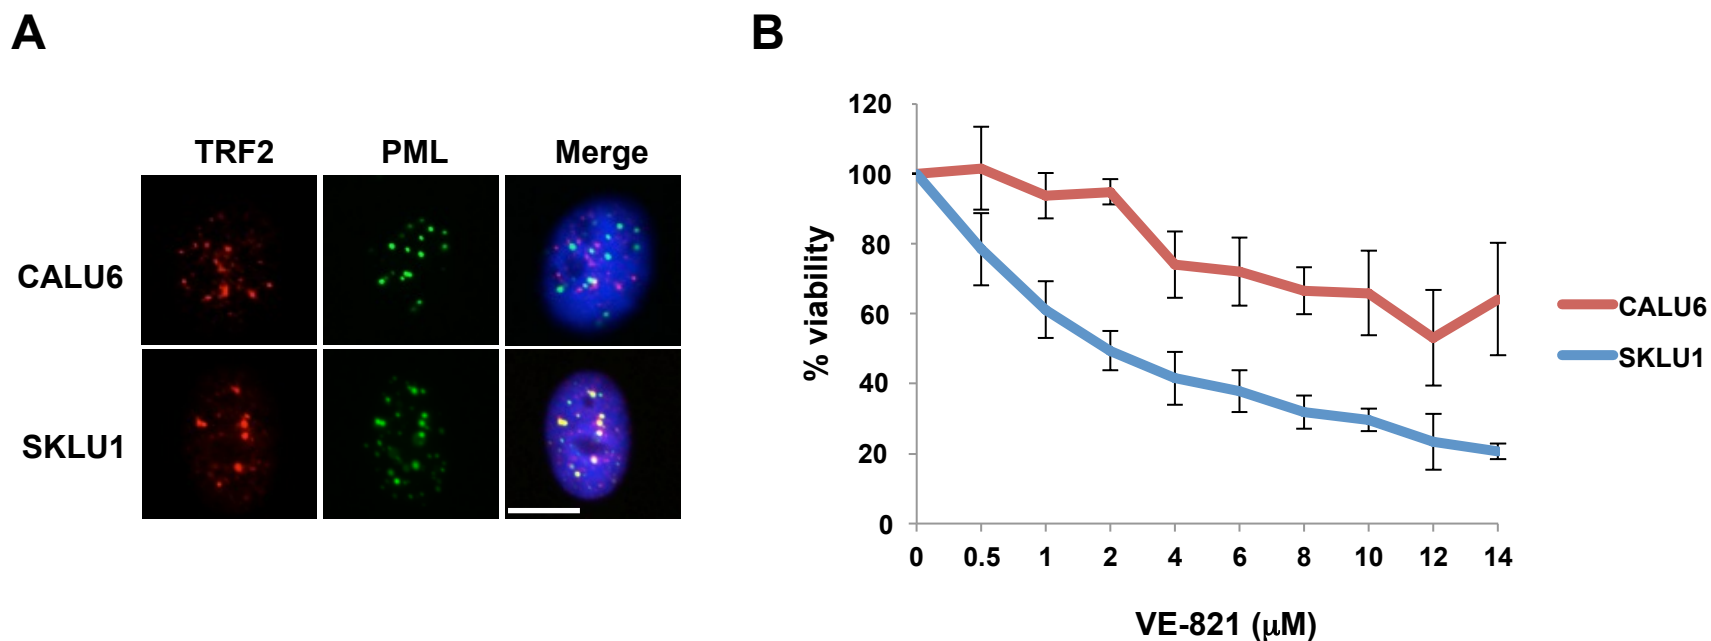 A
B
TRF2 PML Merge
CALU6
SKLU1
% viability
120
100
80
60
40
20
0
0 0.5 1 2 4 6 8 10 12 14
VE-821 (μM)
CALU6
SKLU1